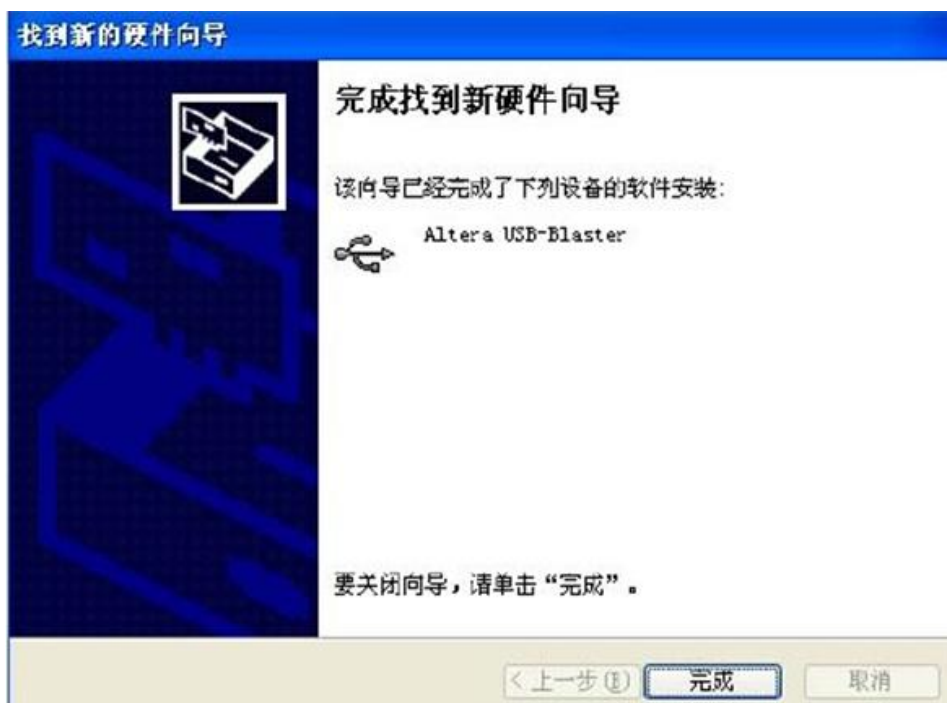 找到新的硬件向导
完成找到新硬件向导
该向导已经完成了下列设备的软件安装:
Altera USB-Blaster
要关闭向导，请单击“完成”。
< 上一步(B)
完成
取消